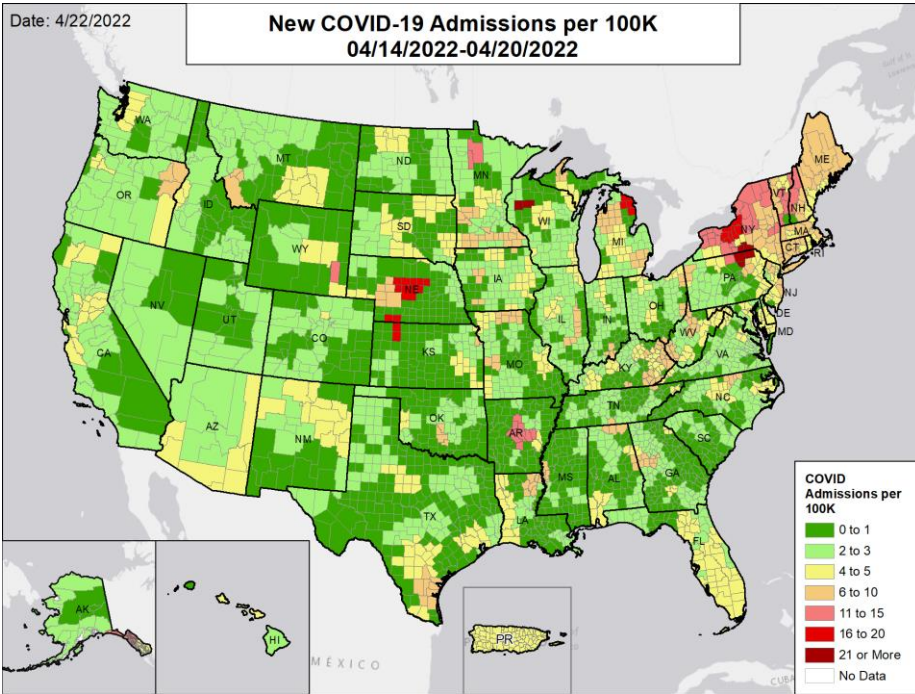 Date: 4/22/2022
New COVID-19 Admissions per 100K
04/14/2022-04/20/2022
WA
MT
ND
MN
ME
OR
ID
SD
WI
VT
NH
WY
MI
NY
MA
CT
RI
NE
IA
PA
NJ
NV
UT
CO
IL
IN
OH
DE
MD
WV
CA
KS
MO
KY
VA
AZ
NM
OK
AR
TN
NC
SC
MS
AL
GA
TX
LA
FL
AK
HI
PR
MÉXICO
COVID
Admissions per
100K
0 to 1
2 to 3
4 to 5
6 to 10
11 to 15
16 to 20
21 or More
No Data